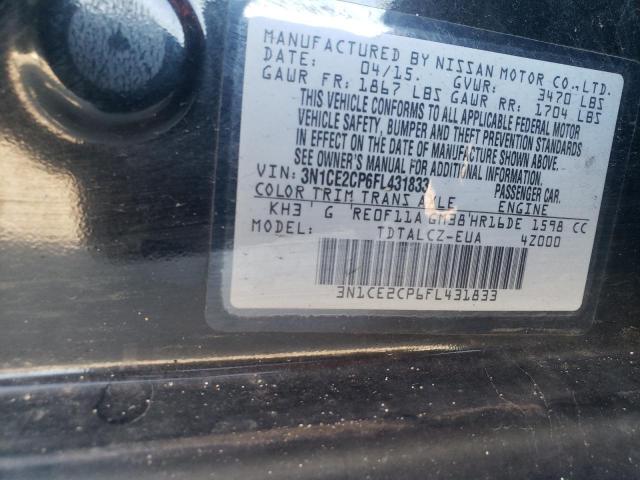 MANUFACTURED BY NISSAN MOTOR CO.,LTD.
DATE: 04/15. GVWR: 3470 LBS
GAWR FR: 1867 LBS GAWR RR: 1704 LBS
THIS VEHICLE CONFORMS TO ALL APPLICABLE FEDERAL MOTOR
VEHICLE SAFETY, BUMPER AND THEFT PREVENTION STANDARDS
IN EFFECT ON THE DATE OF MANUFACTURE SHOWN ABOVE.
SEE OWNER'S MANUAL FOR ADDITIONAL INFORMATION.
VIN: 3N1CE2CP6FL431833 PASSENGER CAR.
COLOR TRIM TRANS AXLE ENGINE
KH3 G RE0F11A GM38 HR16DE 1598 CC
MODEL: TDTALCZ-EUA 4Z000
3N1CE2CP6FL431833